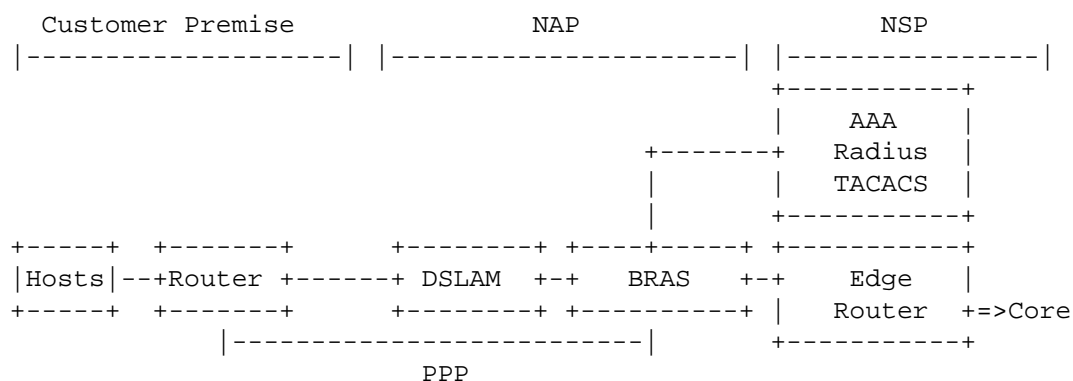 Customer Premise NAP NSP
AAA
Radius
TACACS
Hosts Router DSLAM BRAS Edge
Router =>Core
PPP